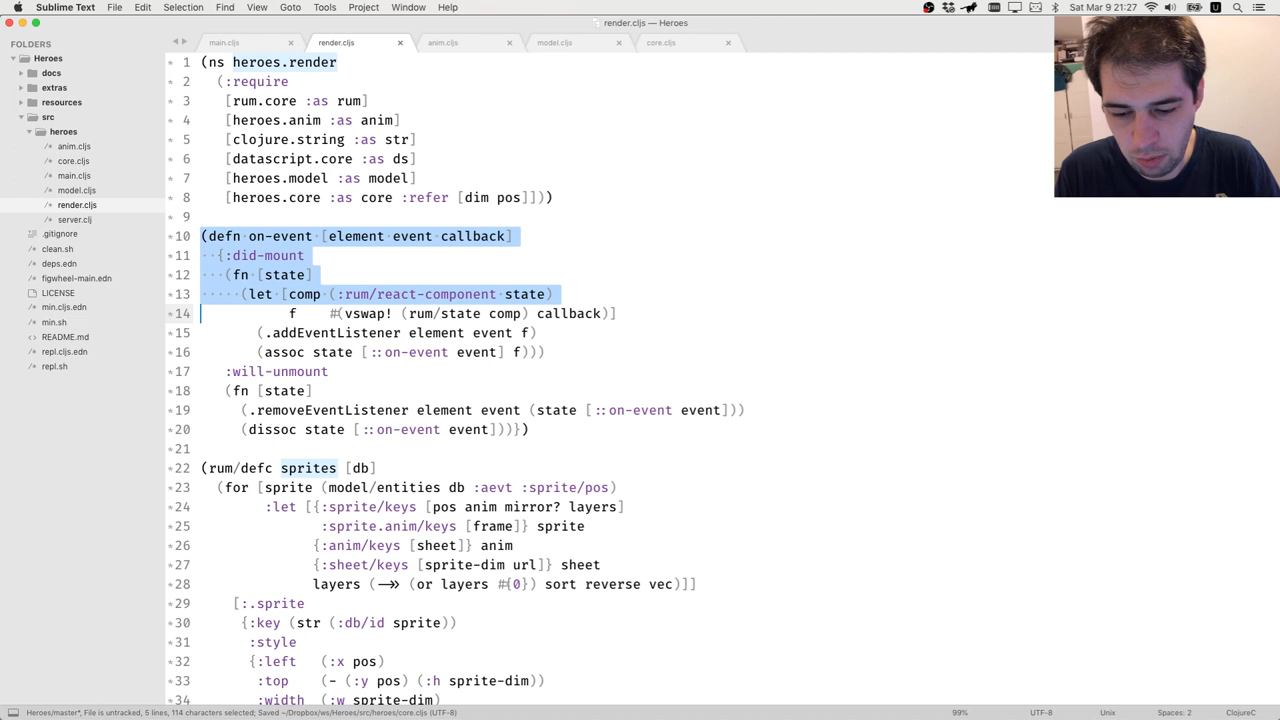 Sublime Text File Edit Selection Find View Goto Tools Project Window Help
Sat Mar 9 21:27
render.cljs — Heroes
FOLDERS
Heroes
docs
extras
resources
src
heroes
anim.cljs
core.cljs
main.cljs
model.cljs
render.cljs
server.clj
.gitignore
clean.sh
deps.edn
figwheel-main.edn
LICENSE
min.cljs.edn
min.sh
README.md
repl.cljs.edn
repl.sh
main.cljs render.cljs anim.cljs model.cljs core.cljs
1 (ns heroes.render
2 (:require
3 [rum.core :as rum]
4 [heroes.anim :as anim]
5 [clojure.string :as str]
6 [datascript.core :as ds]
7 [heroes.model :as model]
8 [heroes.core :as core :refer [dim pos]]))
9
10 (defn on-event [element event callback]
11 {:did-mount
12 (fn [state]
13 (let [comp (:rum/react-component state)
14 f #(vswap! (rum/state comp) callback)]
15 (.addEventListener element event f)
16 (assoc state [::on-event event] f)))
17 :will-unmount
18 (fn [state]
19 (.removeEventListener element event (state [::on-event event]))
20 (dissoc state [::on-event event]))})
21
22 (rum/defc sprites [db]
23 (for [sprite (model/entities db :aevt :sprite/pos)
24 :let [{:sprite/keys [pos anim mirror? layers]
25 :sprite.anim/keys [frame]} sprite
26 {:anim/keys [sheet]} anim
27 {:sheet/keys [sprite-dim url]} sheet
28 layers (->> (or layers #{0}) sort reverse vec)]]
29 [:.sprite
30 {:key (str (:db/id sprite))
31 :style
32 {:left (:x pos)
33 :top (- (:y pos) (:h sprite-dim))
34 :width (:w sprite-dim)
Heroes/master*, File is untracked, 5 lines, 114 characters selected; Saved ~/Dropbox/ws/Heroes/src/heroes/core.cljs (UTF-8) 99% UTF-8 Unix Spaces: 2 ClojureC